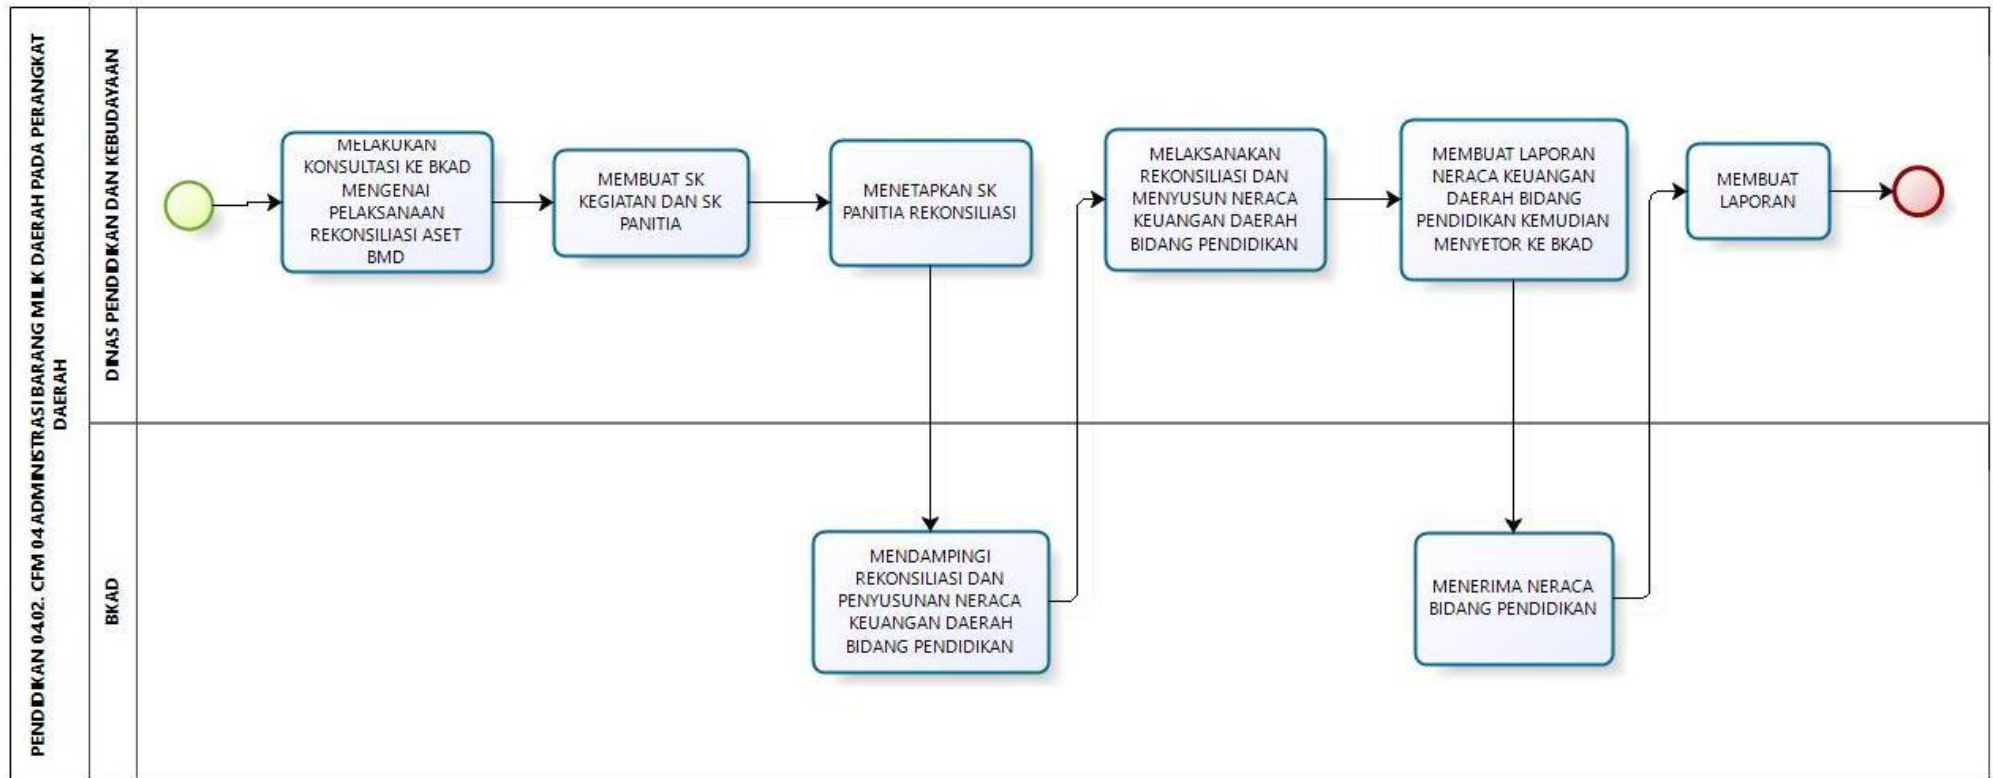 PENDIDIKAN 04.02. CFM 04 ADMINISTRASI BARANG MILIK DAERAH PADA PERANGKAT
DAERAH
DINAS PENDIDIKAN DAN KEBUDAYAAN
MELAKUKAN
KONSULTASI KE BKAD
MENGENAI
PELAKSANAAN
REKONSILIASI ASET
BMD
MEMBUAT SK
KEGIATAN DAN SK
PANITIA
MENETAPKAN SK
PANITIA REKONSILIASI
MELAKSANAKAN
REKONSILIASI DAN
MENYUSUN NERACA
KEUANGAN DAERAH
BIDANG PENDIDIKAN
MEMBUAT LAPORAN
NERACA KEUANGAN
DAERAH BIDANG
PENDIDIKAN KEMUDIAN
MENYETOR KE BKAD
MEMBUAT
LAPORAN
BKAD
MENDAMPINGI
REKONSILIASI DAN
PENYUSUNAN NERACA
KEUANGAN DAERAH
BIDANG PENDIDIKAN
MENERIMA NERACA
BIDANG PENDIDIKAN